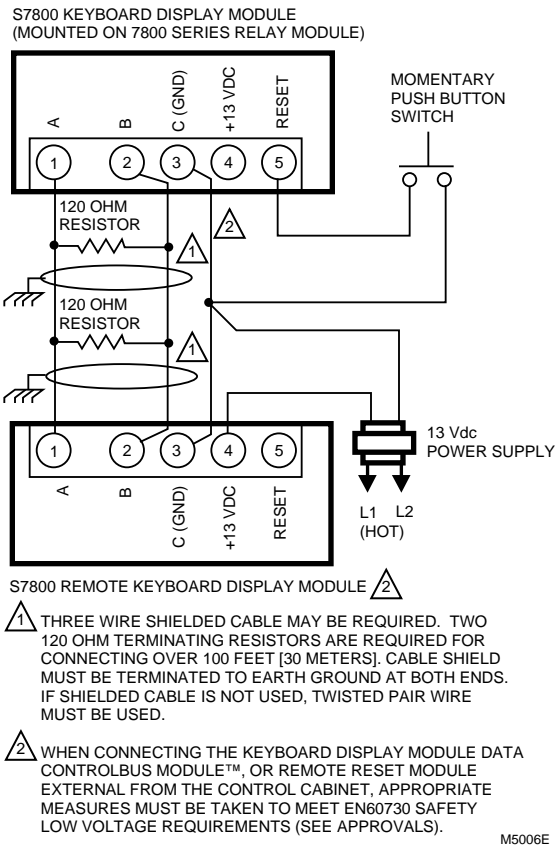 S7800 KEYBOARD DISPLAY MODULE
(MOUNTED ON 7800 SERIES RELAY MODULE)
A
B
C (GND)
+13 VDC
RESET
MOMENTARY
PUSH BUTTON
SWITCH
1
2
3
4
5
120 OHM
RESISTOR
1
2
120 OHM
RESISTOR
1
1
2
3
4
5
A
B
C (GND)
+13 VDC
RESET
13 Vdc
POWER SUPPLY
L1
(HOT)
L2
S7800 REMOTE KEYBOARD DISPLAY MODULE 2
1 THREE WIRE SHIELDED CABLE MAY BE REQUIRED. TWO
120 OHM TERMINATING RESISTORS ARE REQUIRED FOR
CONNECTING OVER 100 FEET [30 METERS]. CABLE SHIELD
MUST BE TERMINATED TO EARTH GROUND AT BOTH ENDS.
IF SHIELDED CABLE IS NOT USED, TWISTED PAIR WIRE
MUST BE USED.
2 WHEN CONNECTING THE KEYBOARD DISPLAY MODULE DATA
CONTROLBUS MODULE™, OR REMOTE RESET MODULE
EXTERNAL FROM THE CONTROL CABINET, APPROPRIATE
MEASURES MUST BE TAKEN TO MEET EN60730 SAFETY
LOW VOLTAGE REQUIREMENTS (SEE APPROVALS).
M5006E